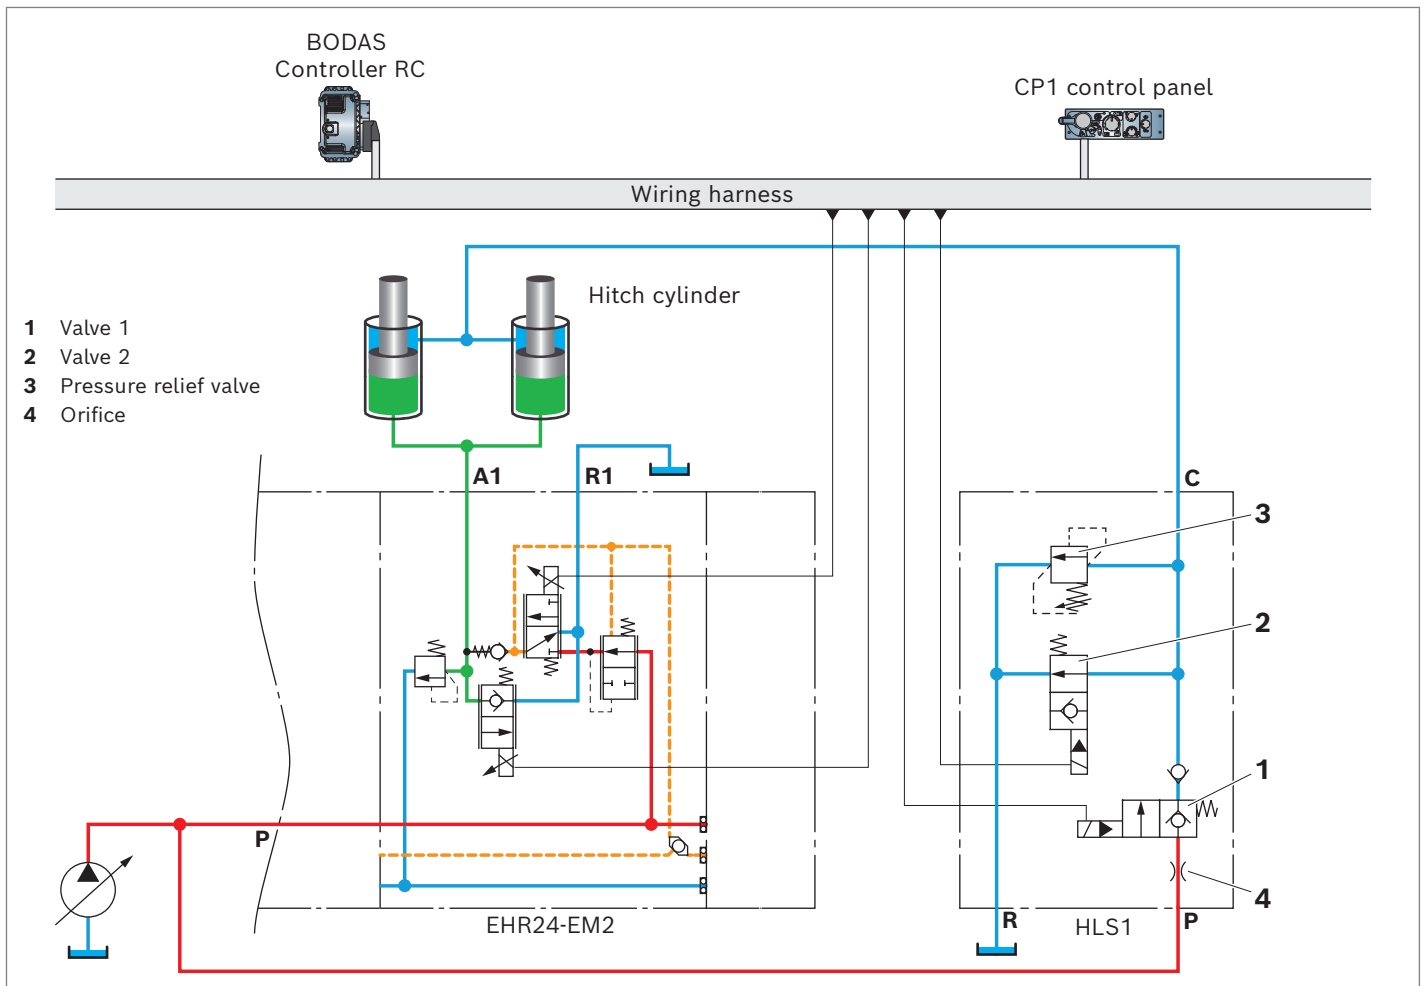 BODAS
Controller RC
CP1 control panel
Wiring harness
Hitch cylinder
1 Valve 1
2 Valve 2
3 Pressure relief valve
4 Orifice
A1
R1
C
3
2
1
P
4
EHR24-EM2
R
HLS1
P